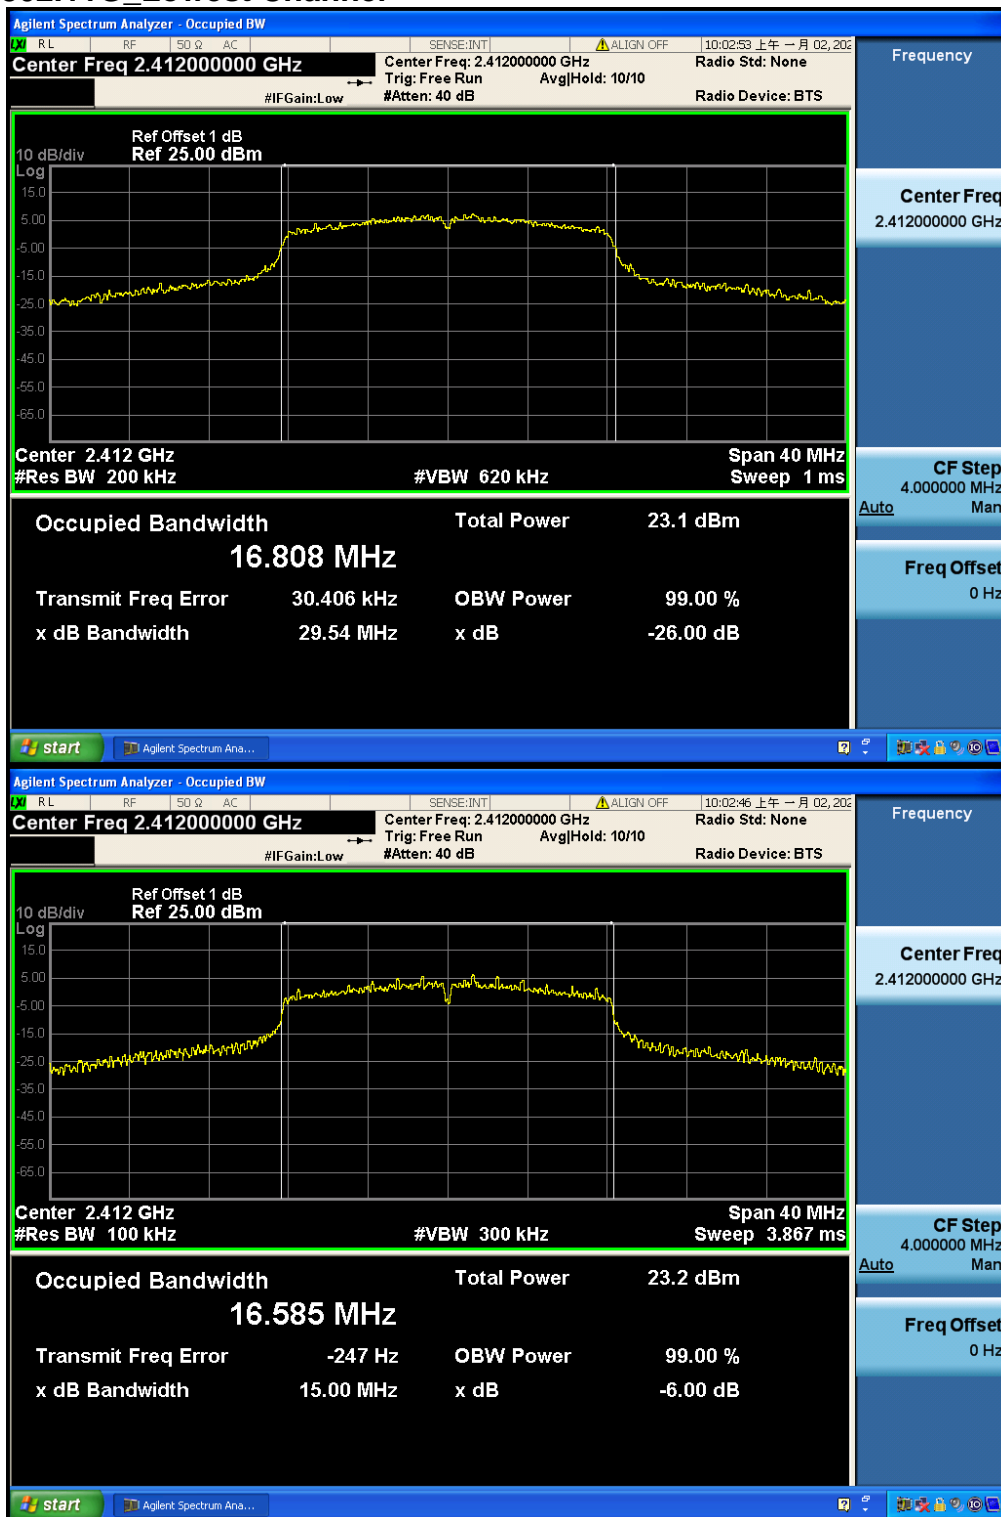 Agilent Spectrum Analyzer - Occupied BW
LXI RL RF 50 Ω AC SENSE:INT ALIGN OFF 10:02:53 上午 一月 02, 202
Center Freq 2.412000000 GHz
Center Freq: 2.412000000 GHz
Radio Std: None
Trig: Free Run Avg|Hold: 10/10
#IFGain:Low #Atten: 40 dB Radio Device: BTS
Ref Offset 1 dB
10 dB/div Ref 25.00 dBm
Log
15.0
5.00
-5.00
-15.0
-25.0
-35.0
-45.0
-55.0
-65.0
Center 2.412 GHz Span 40 MHz
#Res BW 200 kHz #VBW 620 kHz Sweep 1 ms
Occupied Bandwidth Total Power 23.1 dBm
16.808 MHz
Transmit Freq Error 30.406 kHz OBW Power 99.00 %
x dB Bandwidth 29.54 MHz x dB -26.00 dB
Frequency
Center Freq
2.412000000 GHz
CF Step
4.000000 MHz
Auto Man
Freq Offset
0 Hz
start Agilent Spectrum Ana...
Agilent Spectrum Analyzer - Occupied BW
LXI RL RF 50 Ω AC SENSE:INT ALIGN OFF 10:02:46 上午 一月 02, 202
Center Freq 2.412000000 GHz
Center Freq: 2.412000000 GHz
Radio Std: None
Trig: Free Run Avg|Hold: 10/10
#IFGain:Low #Atten: 40 dB Radio Device: BTS
Ref Offset 1 dB
10 dB/div Ref 25.00 dBm
Log
15.0
5.00
-5.00
-15.0
-25.0
-35.0
-45.0
-55.0
-65.0
Center 2.412 GHz Span 40 MHz
#Res BW 100 kHz #VBW 300 kHz Sweep 3.867 ms
Occupied Bandwidth Total Power 23.2 dBm
16.585 MHz
Transmit Freq Error -247 Hz OBW Power 99.00 %
x dB Bandwidth 15.00 MHz x dB -6.00 dB
Frequency
Center Freq
2.412000000 GHz
CF Step
4.000000 MHz
Auto Man
Freq Offset
0 Hz
start Agilent Spectrum Ana...